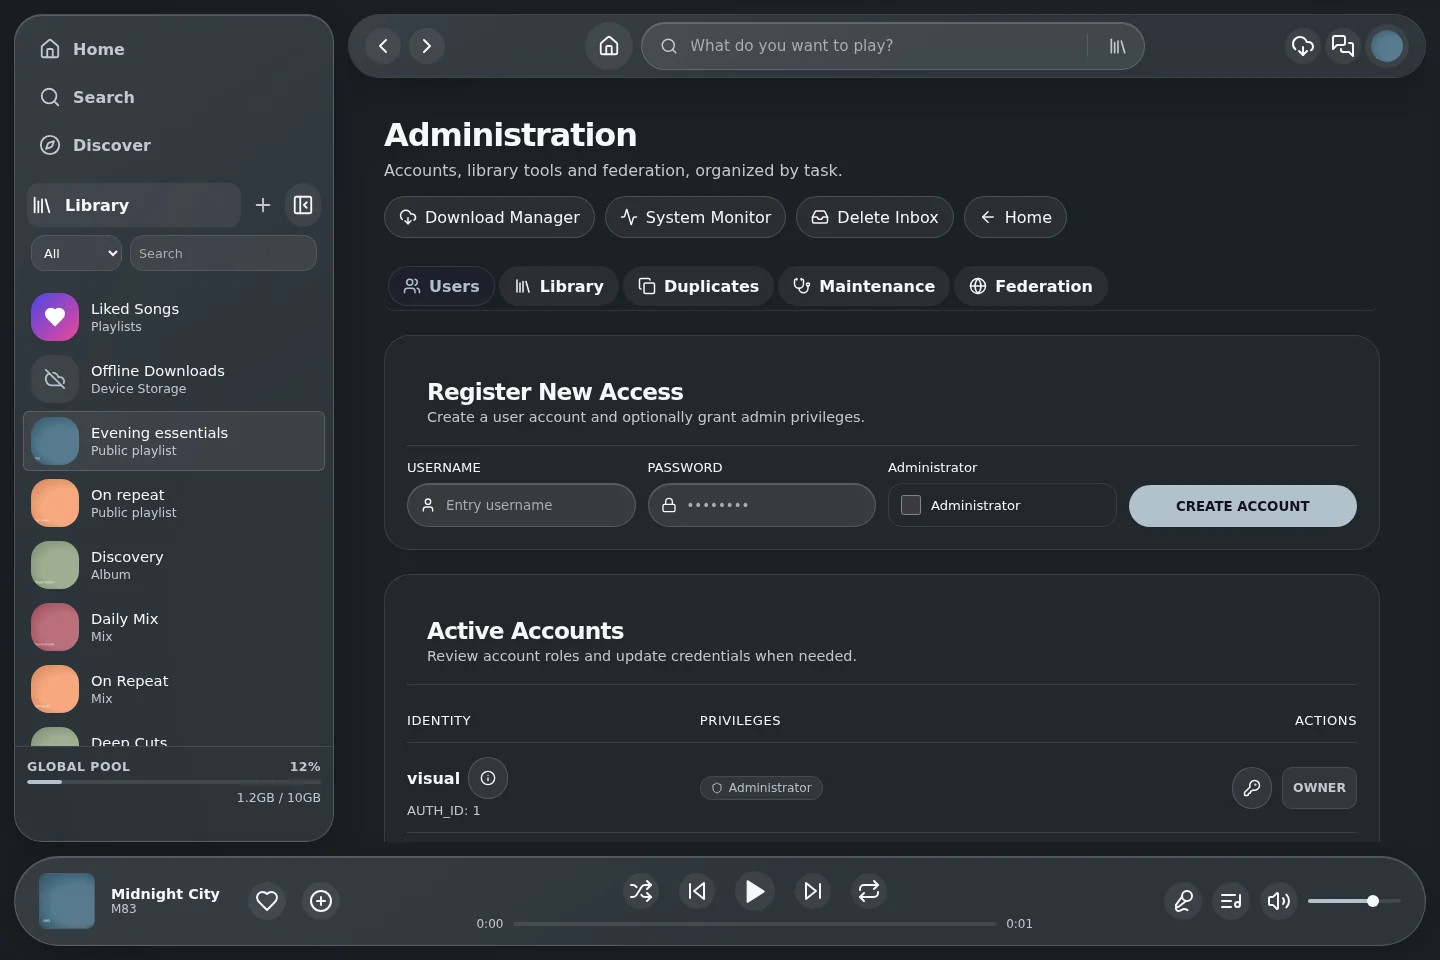 Home
Search
Discover
Library
All
Search
Liked Songs
Playlists
Offline Downloads
Device Storage
Evening essentials
Public playlist
On repeat
Public playlist
Discovery
Album
Daily Mix
Mix
On Repeat
Mix
Deep Cuts
GLOBAL POOL 12%
1.2GB / 10GB
What do you want to play?
Administration
Accounts, library tools and federation, organized by task.
Download Manager System Monitor Delete Inbox Home
Users Library Duplicates Maintenance Federation
Register New Access
Create a user account and optionally grant admin privileges.
USERNAME PASSWORD Administrator
Entry username •••••••• Administrator CREATE ACCOUNT
Active Accounts
Review account roles and update credentials when needed.
IDENTITY PRIVILEGES ACTIONS
visual Administrator OWNER
AUTH_ID: 1
Midnight City
M83
0:00 0:01